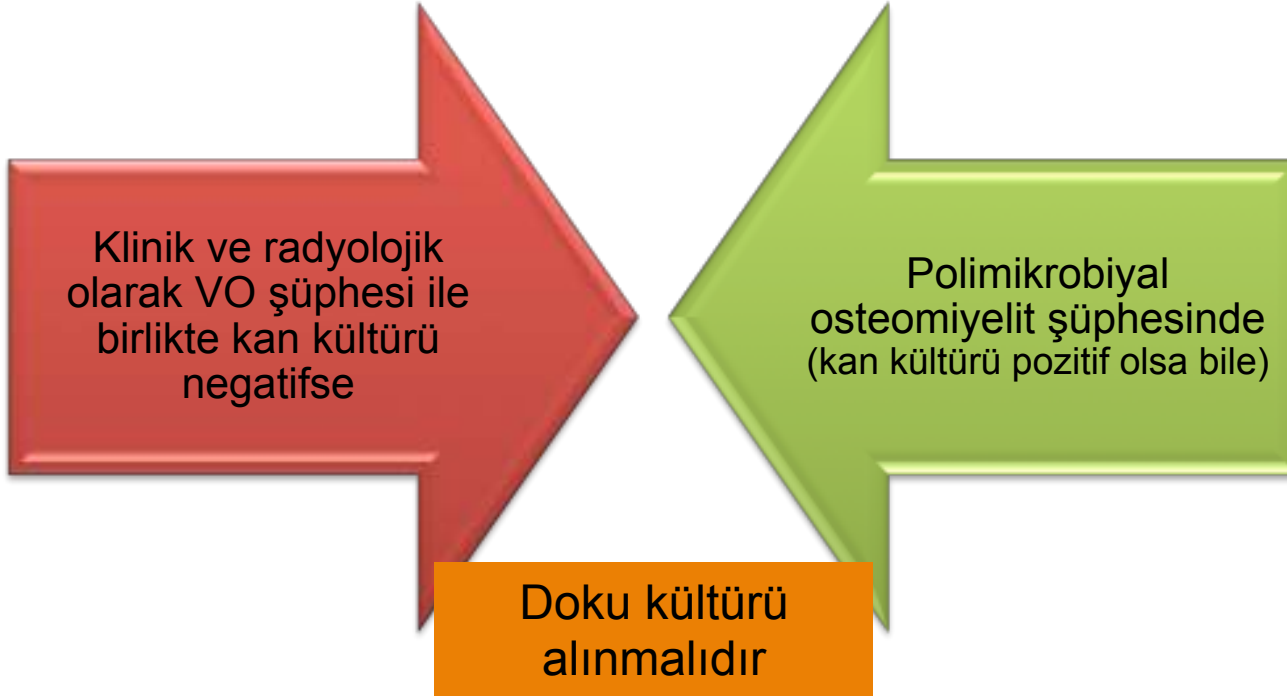 Klinik ve radyolojik
olarak VO şüphesi ile
birlikte kan kültürü
negatifse
Polimikrobiyal
osteomiyelit şüphesinde
(kan kültürü pozitif olsa bile)
Doku kültürü
alınmalıdır